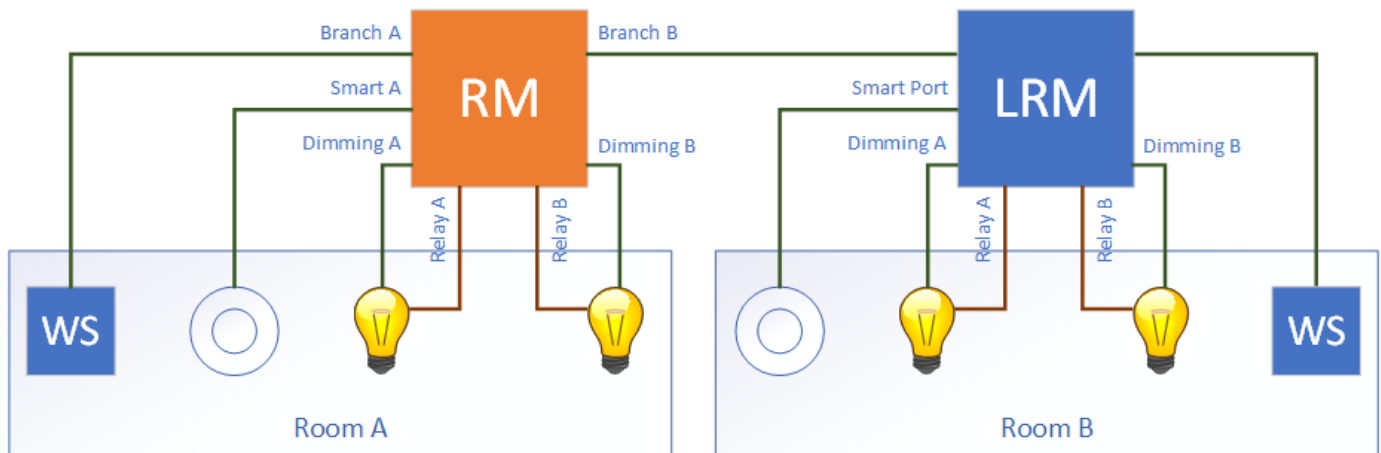 Branch A
RM
Branch B
LRM
Smart A
Smart Port
Dimming A
Dimming B
Dimming A
Dimming B
Relay A
Relay B
Relay A
Relay B
WS
WS
Room A
Room B